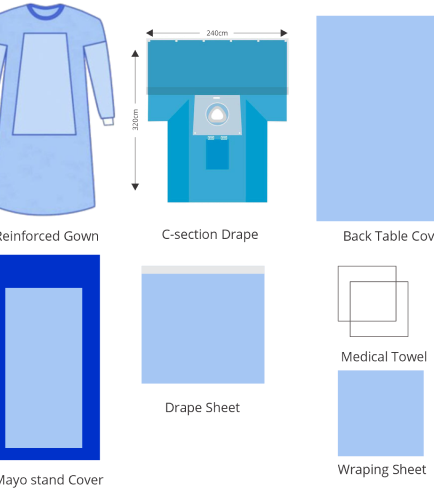 240cm
320cm
Reinforced Gown
C-section Drape
Back Table Cov
Mayo stand Cover
Drape Sheet
Medical Towel
Wraping Sheet